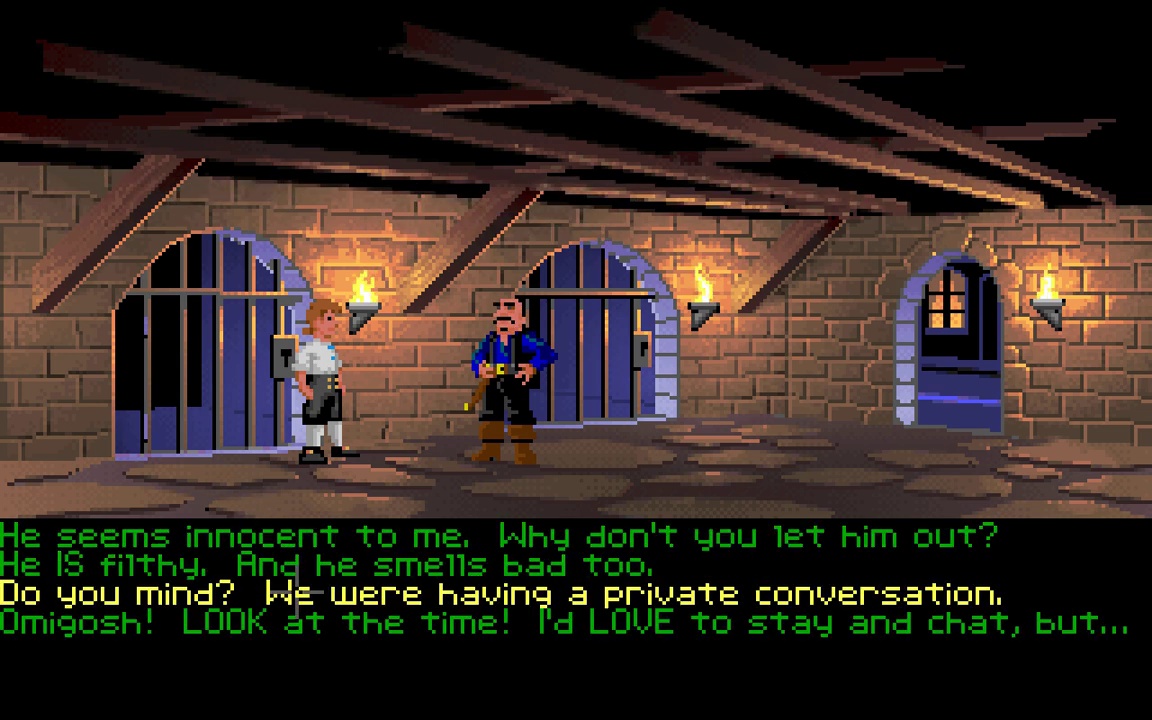 He seems innocent to me.  Why don't you let him out?
He IS filthy.  And he smells bad too.
Do you mind?  We were having a private conversation.
Omigosh!  LOOK at the time!  I'd LOVE to stay and chat, but...